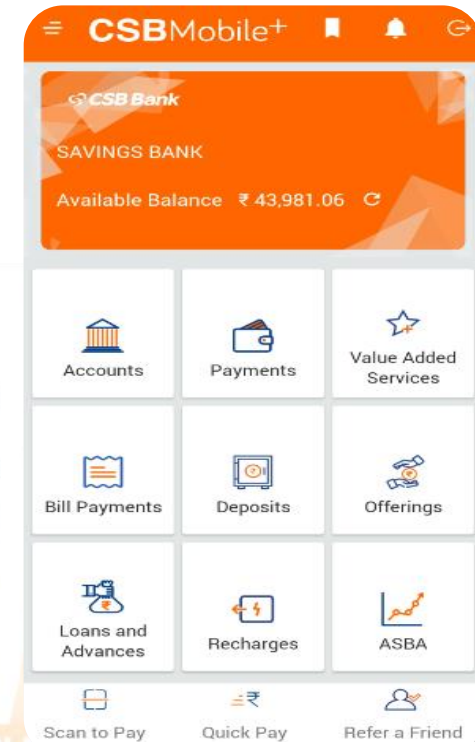 CSBMobile+
CSB Bank
SAVINGS BANK
Available Balance ₹ 43,981.06
Accounts
Payments
Value Added
Services
Bill Payments
Deposits
Offerings
Loans and
Advances
Recharges
ASBA
Scan to Pay
Quick Pay
Refer a Friend